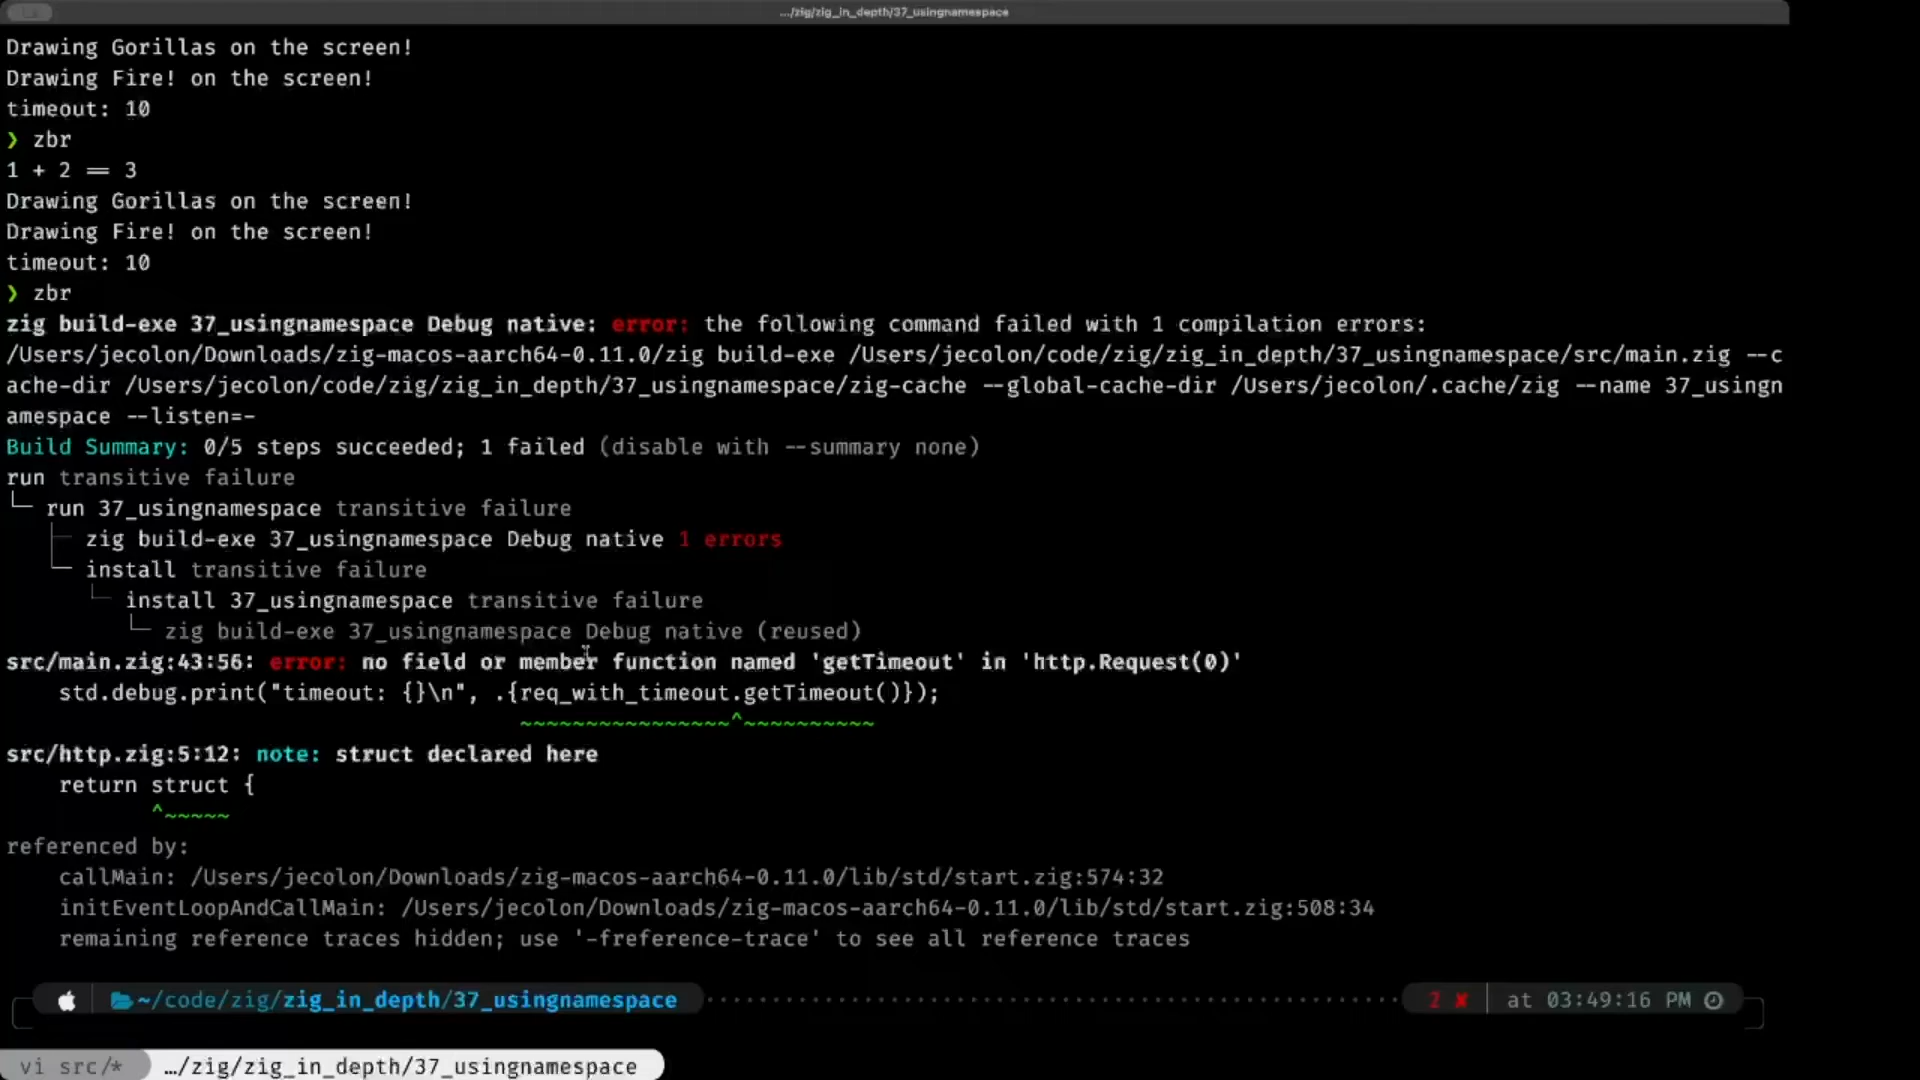 .../zig/zig_in_depth/37_usingnamespace
Drawing Gorillas on the screen!
Drawing Fire! on the screen!
timeout: 10
❯ zbr
1 + 2 == 3
Drawing Gorillas on the screen!
Drawing Fire! on the screen!
timeout: 10
❯ zbr
zig build-exe 37_usingnamespace Debug native: error: the following command failed with 1 compilation errors:
/Users/jecolon/Downloads/zig-macos-aarch64-0.11.0/zig build-exe /Users/jecolon/code/zig/zig_in_depth/37_usingnamespace/src/main.zig --c
ache-dir /Users/jecolon/code/zig/zig_in_depth/37_usingnamespace/zig-cache --global-cache-dir /Users/jecolon/.cache/zig --name 37_usingn
amespace --listen=-
Build Summary: 0/5 steps succeeded; 1 failed (disable with --summary none)
run transitive failure
└─ run 37_usingnamespace transitive failure
├─ zig build-exe 37_usingnamespace Debug native 1 errors
└─ install transitive failure
└─ install 37_usingnamespace transitive failure
└─ zig build-exe 37_usingnamespace Debug native (reused)
src/main.zig:43:56: error: no field or member function named 'getTimeout' in 'http.Request(0)'
std.debug.print("timeout: {}\n", .{req_with_timeout.getTimeout()});
~~~~~~~~~~~~~~~~^~~~~~~~~~~
src/http.zig:5:12: note: struct declared here
return struct {
^~~~~~
referenced by:
callMain: /Users/jecolon/Downloads/zig-macos-aarch64-0.11.0/lib/std/start.zig:574:32
initEventLoopAndCallMain: /Users/jecolon/Downloads/zig-macos-aarch64-0.11.0/lib/std/start.zig:508:34
remaining reference traces hidden; use '-freference-trace' to see all reference traces
~/code/zig/zig_in_depth/37_usingnamespace 2 ✘ at 03:49:16 PM
vi src/* …/zig/zig_in_depth/37_usingnamespace